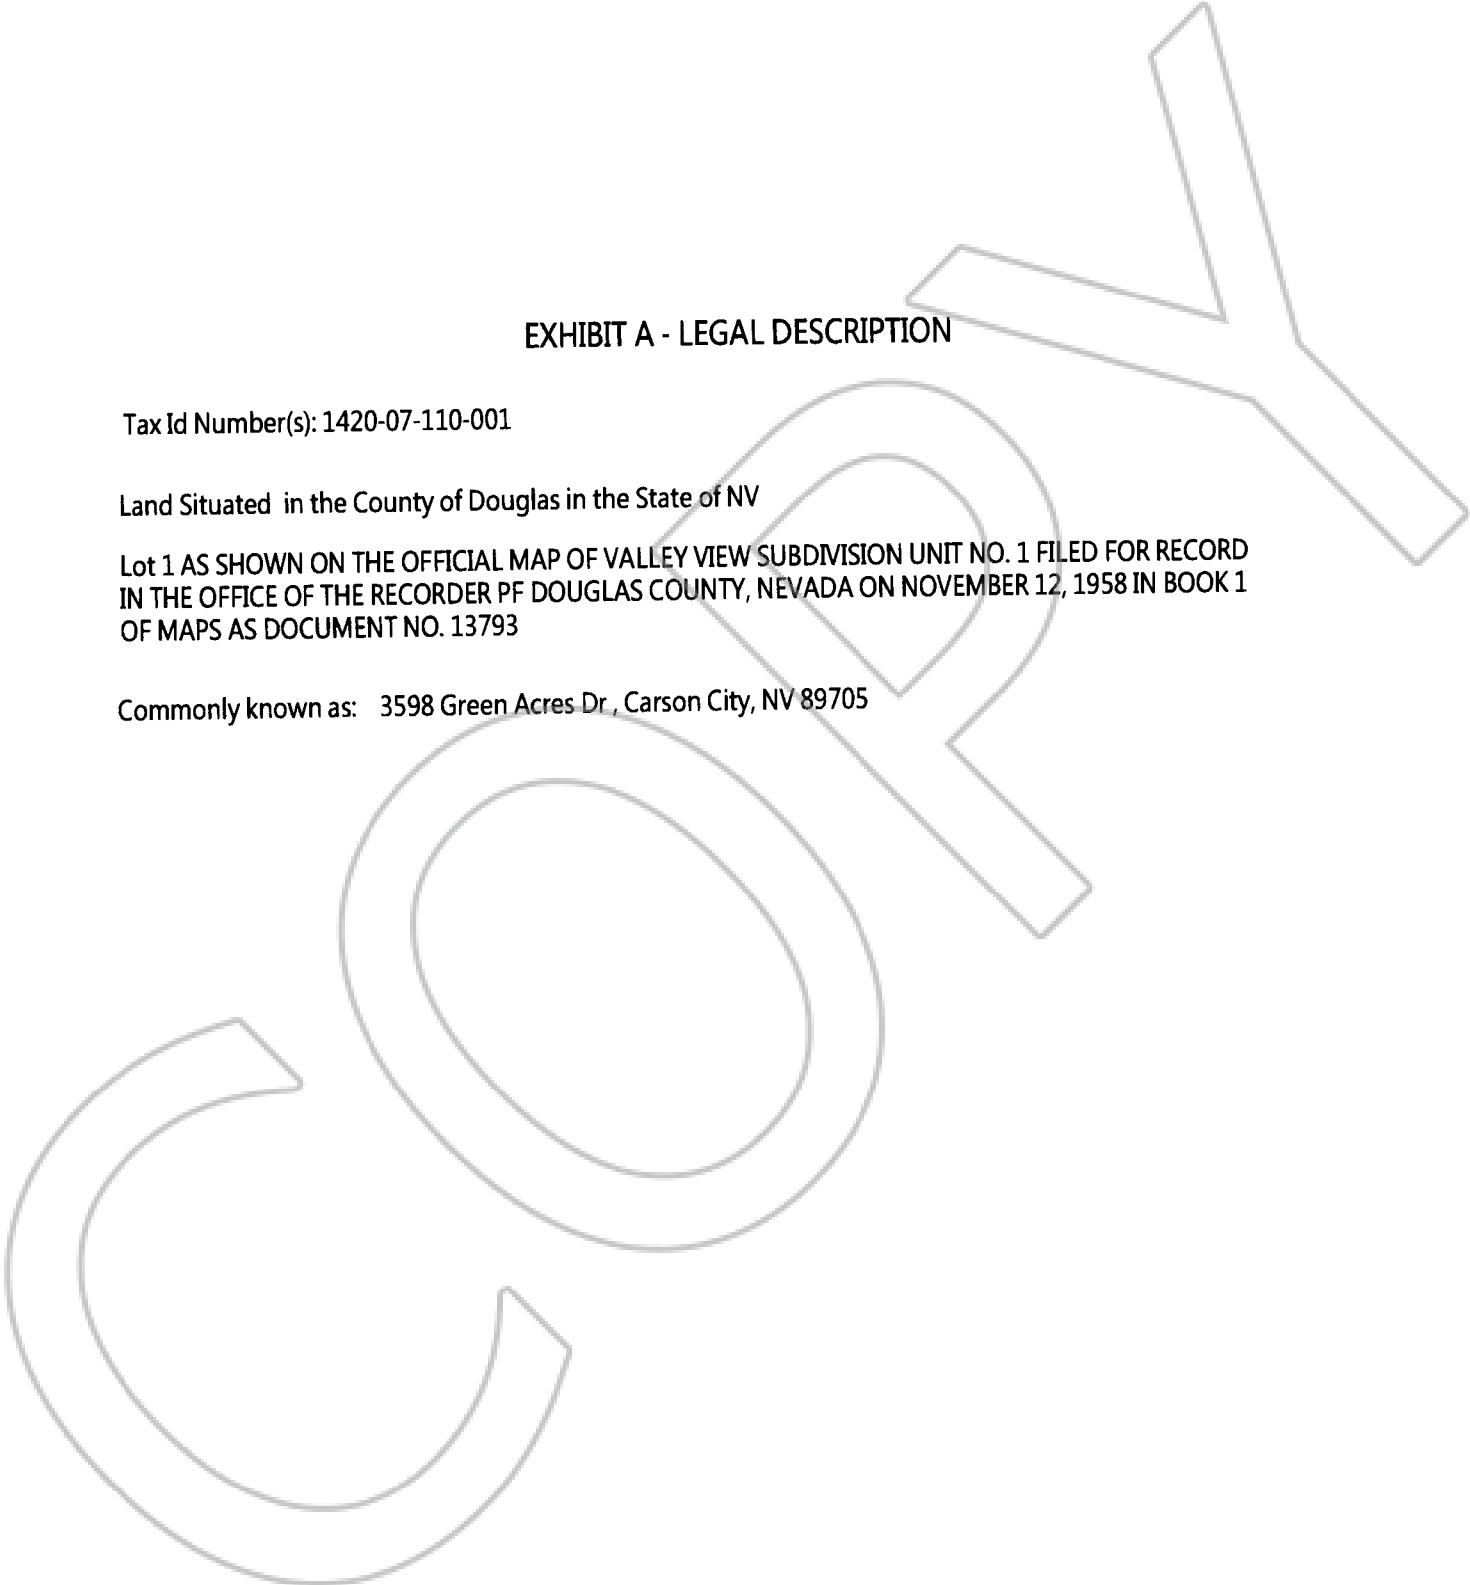 EXHIBIT A - LEGAL DESCRIPTION
Tax Id Number(s): 1420-07-110-001
Land Situated in the County of Douglas in the State of NV
Lot 1 AS SHOWN ON THE OFFICIAL MAP OF VALLEY VIEW SUBDIVISION UNIT NO. 1 FILED FOR RECORD
IN THE OFFICE OF THE RECORDER PF DOUGLAS COUNTY, NEVADA ON NOVEMBER 12, 1958 IN BOOK 1
OF MAPS AS DOCUMENT NO. 13793
Commonly known as: 3598 Green Acres Dr , Carson City, NV 89705
COPY